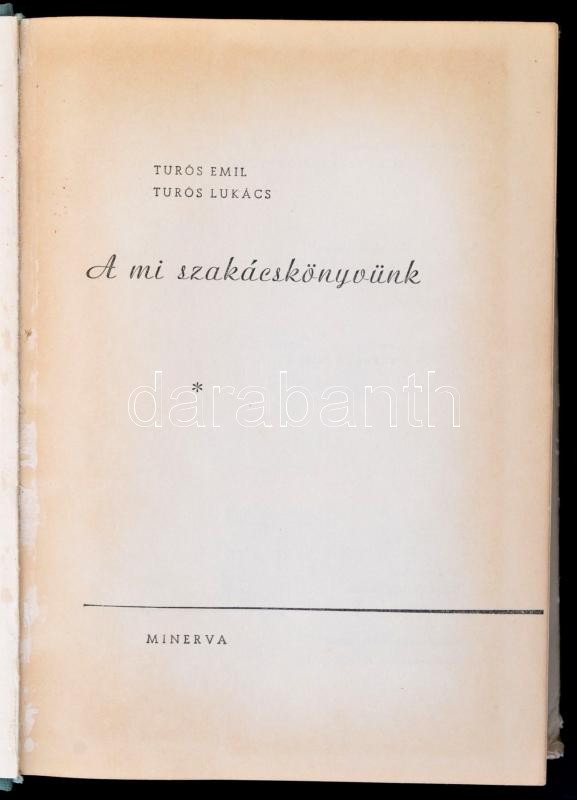 TURÓS EMIL
TURÓS LUKÁCS
A mi szakácskönyvünk
*
darabanth
MINERVA